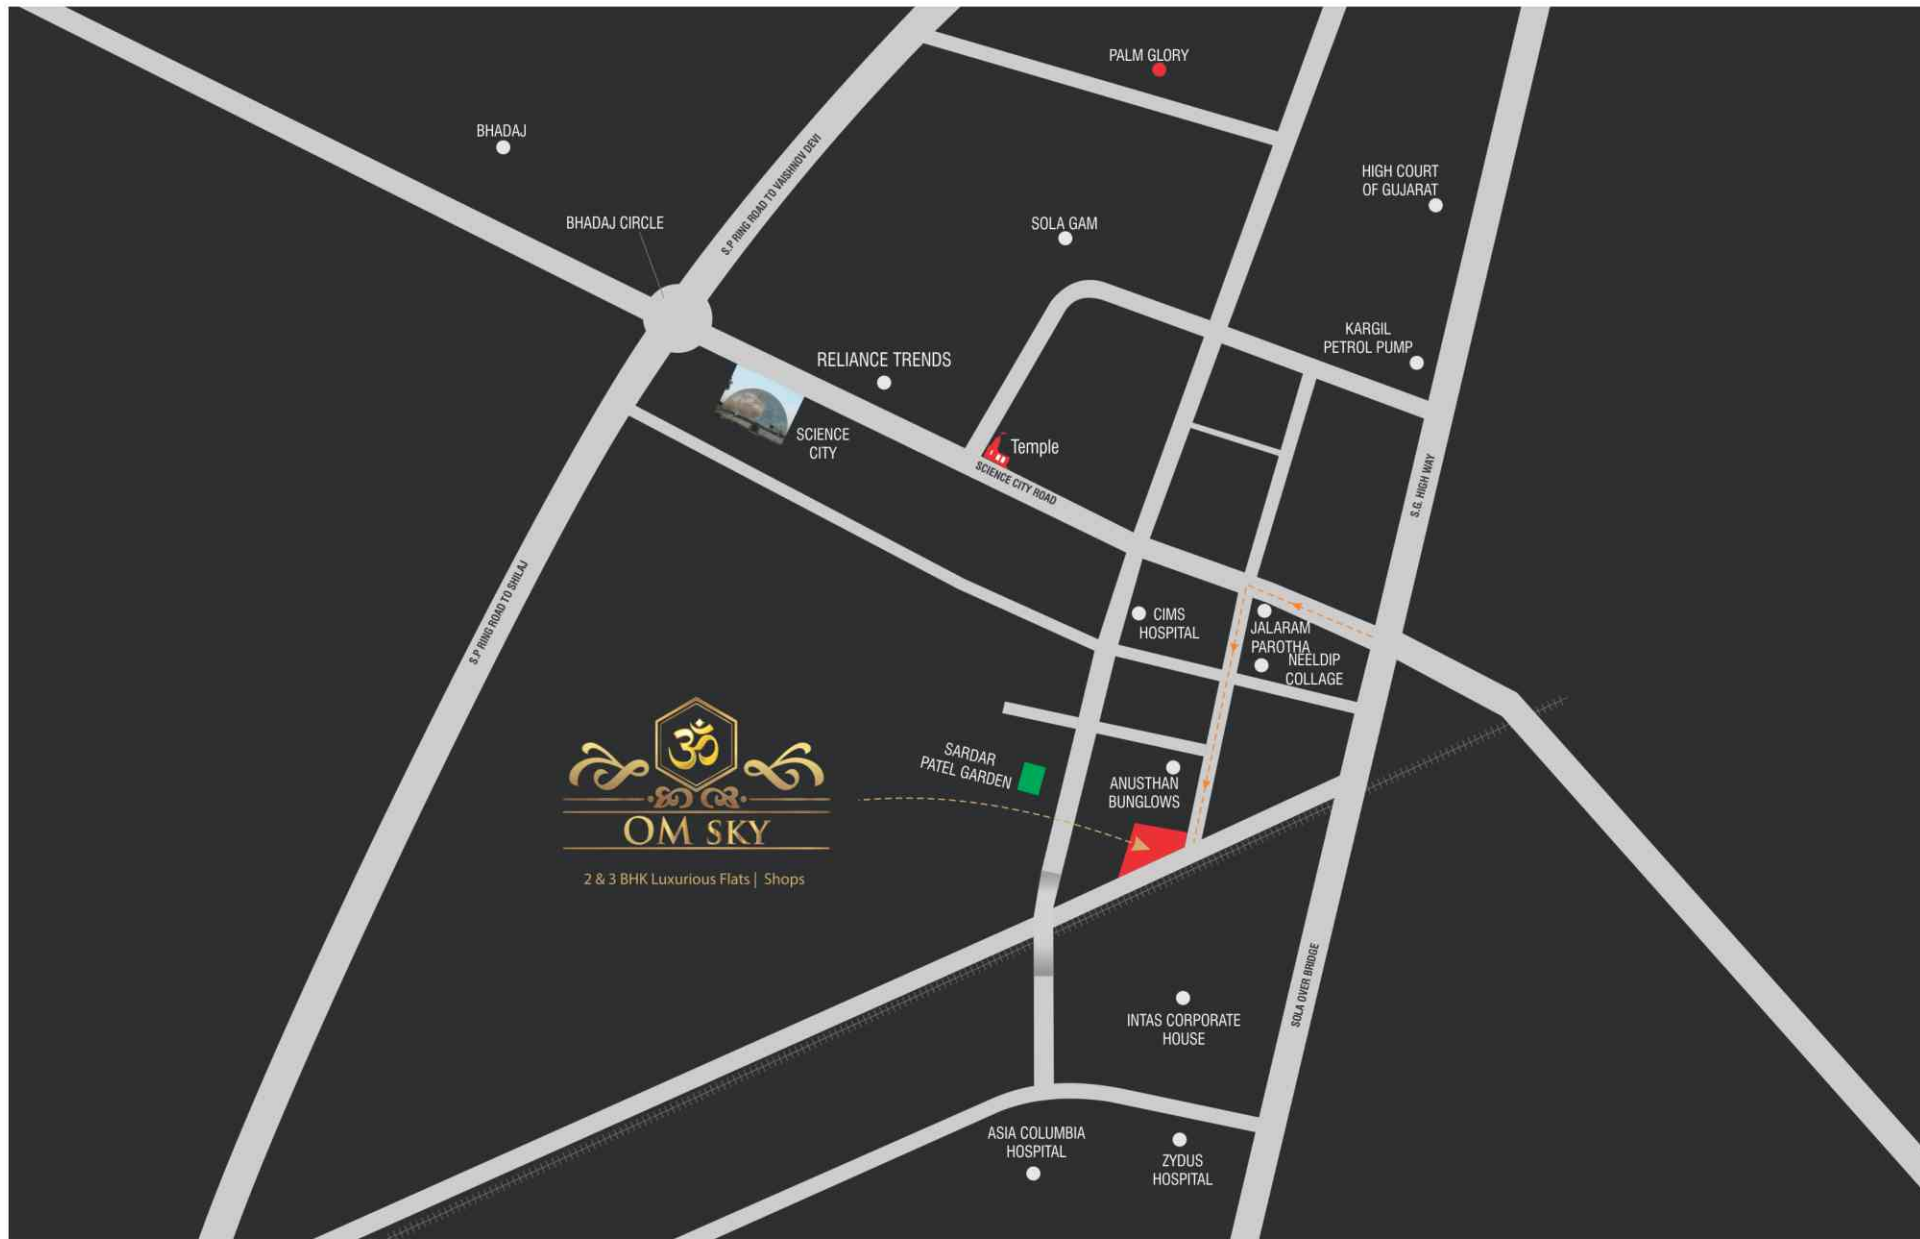 PALM GLORY
BHADAJ
HIGH COURT
OF GUJARAT
S.P RING ROAD TO VAISHNOV DEVI
BHADAJ CIRCLE
SOLA GAM
KARGIL
PETROL PUMP
RELIANCE TRENDS
SCIENCE
CITY
Temple
SCIENCE CITY ROAD
S.G. HIGH WAY
S.P RING ROAD TO SHILAJ
CIMS
HOSPITAL
JALARAM
PAROTHA
NEELDIP
COLLAGE
ॐ
SARDAR
PATEL GARDEN
ANUSTHAN
BUNGLOWS
OM SKY
2 & 3 BHK Luxurious Flats | Shops
SOLA OVER BRIDGE
INTAS CORPORATE
HOUSE
ASIA COLUMBIA
HOSPITAL
ZYDUS
HOSPITAL